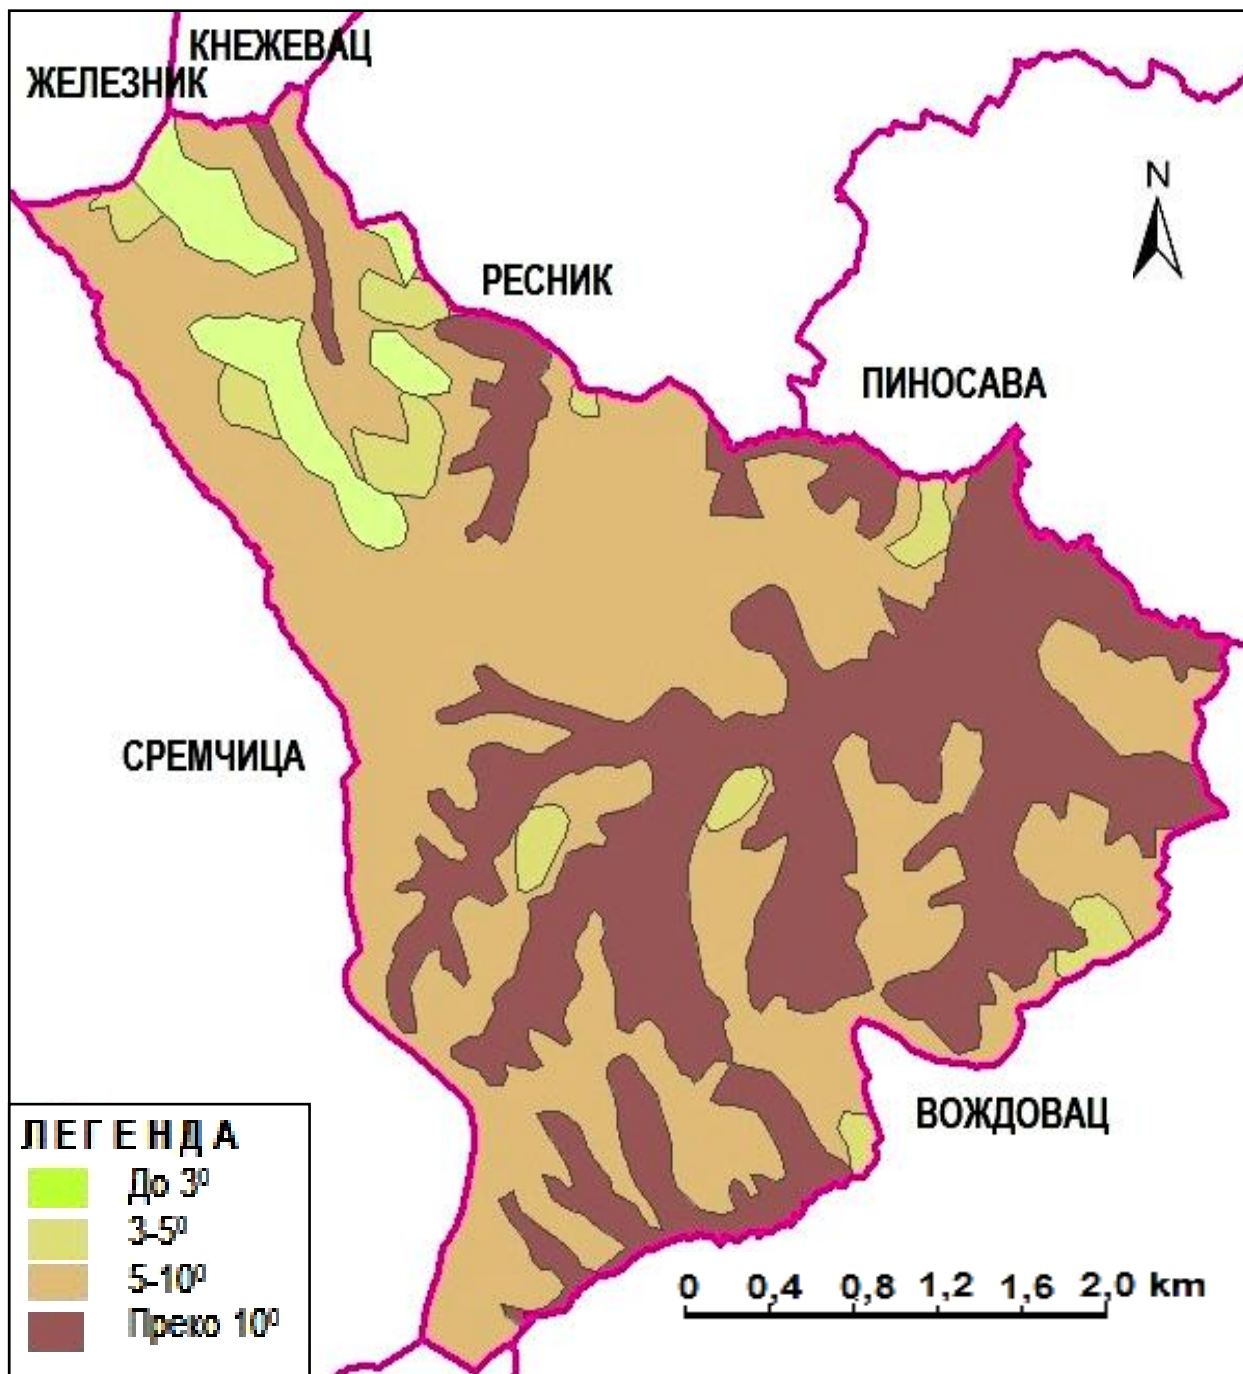 КНЕЖЕВАЦ
ЖЕЛЕЗНИК
N
РЕСНИК
ПИНОСАВА
СРЕМЧИЦА
ВОЖДОВАЦ
ЛЕГЕНДА
До 3⁰
3-5⁰
5-10⁰
Преко 10⁰
0 0,4 0,8 1,2 1,6 2,0 km